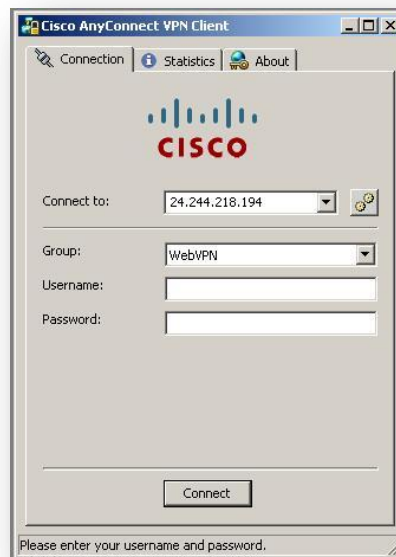 Cisco AnyConnect VPN Client
Connection Statistics About
CISCO
Connect to: 24.244.218.194
Group: WebVPN
Username:
Password:
Connect
Please enter your username and password.